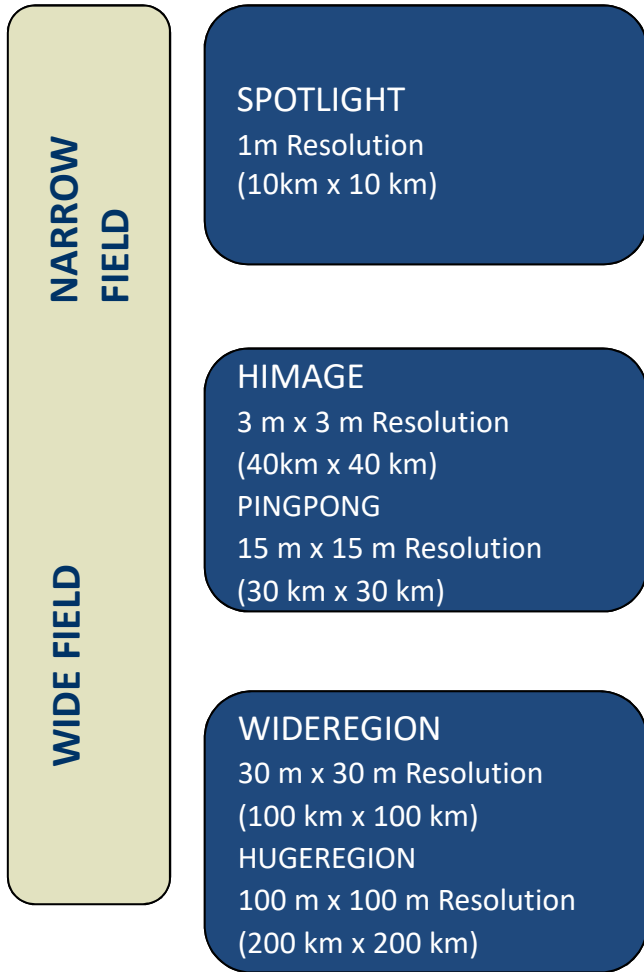 NARROW
FIELD
WIDE FIELD
SPOTLIGHT
1m Resolution
(10km x 10 km)
HIMAGE
3 m x 3 m Resolution
(40km x 40 km)
PINGPONG
15 m x 15 m Resolution
(30 km x 30 km)
WIDEREGION
30 m x 30 m Resolution
(100 km x 100 km)
HUGEREGION
100 m x 100 m Resolution
(200 km x 200 km)